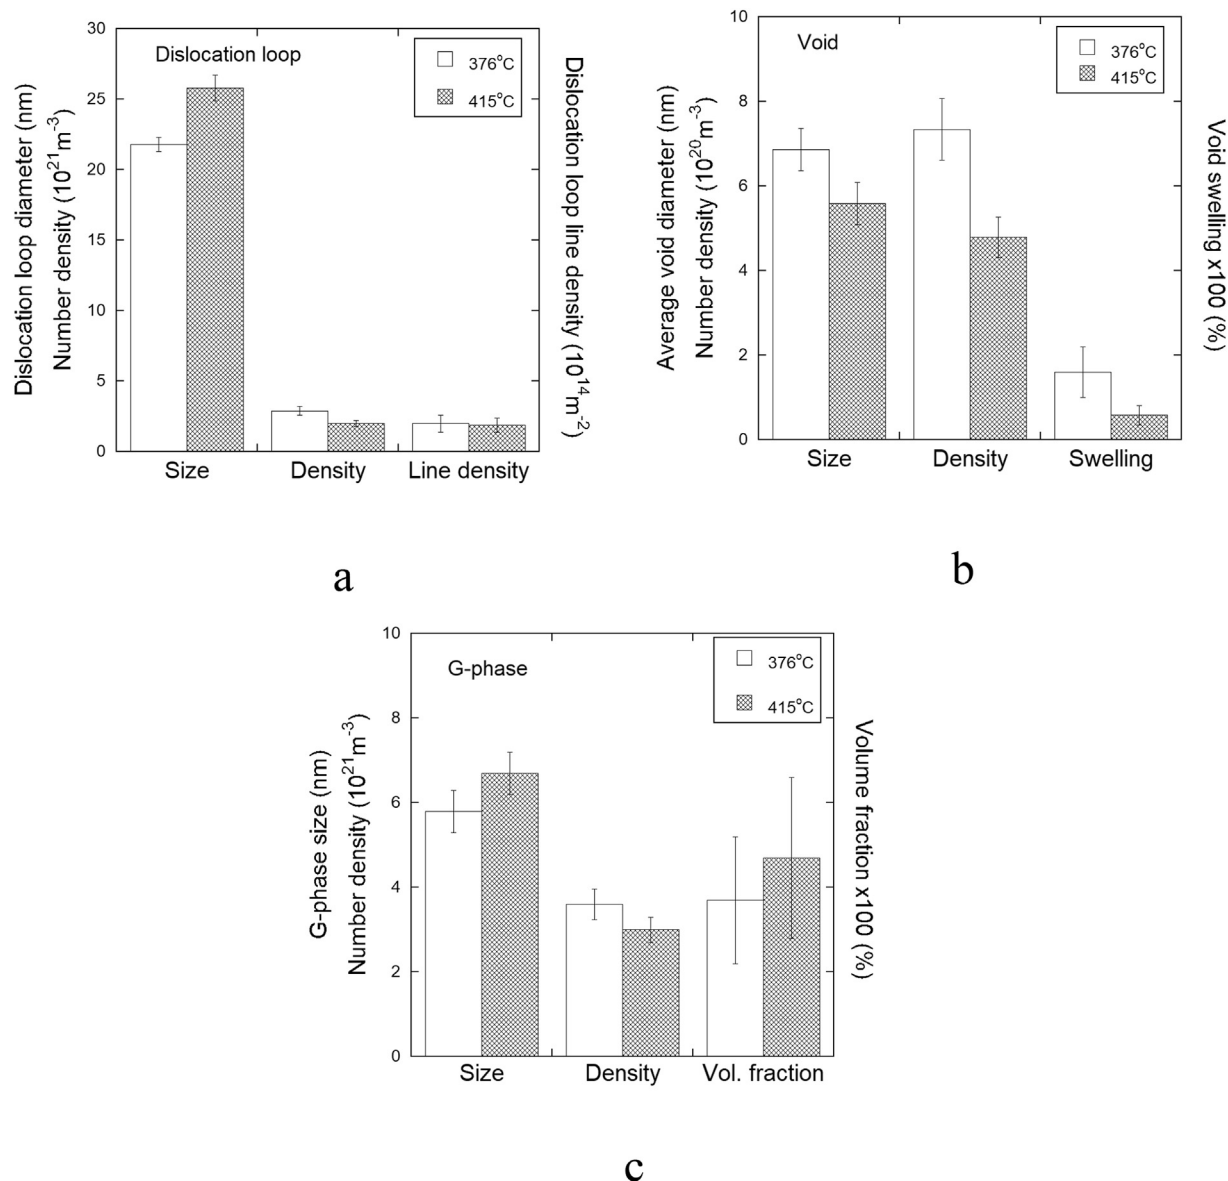 Dislocation loop diameter (nm)
Number density (10²¹m⁻³)
30
25
20
15
10
5
0
Dislocation loop
376°C
415°C
Size
Density
Line density
Dislocation loop line density (10¹⁴m⁻²)
a
Average void diameter (nm)
Number density (10²⁰m⁻³)
10
8
6
4
2
0
Void
376°C
415°C
Size
Density
Swelling
Void swelling x100 (%)
b
G-phase size (nm)
Number density (10²¹m⁻³)
10
8
6
4
2
0
G-phase
376°C
415°C
Size
Density
Vol. fraction
Volume fraction x100 (%)
c